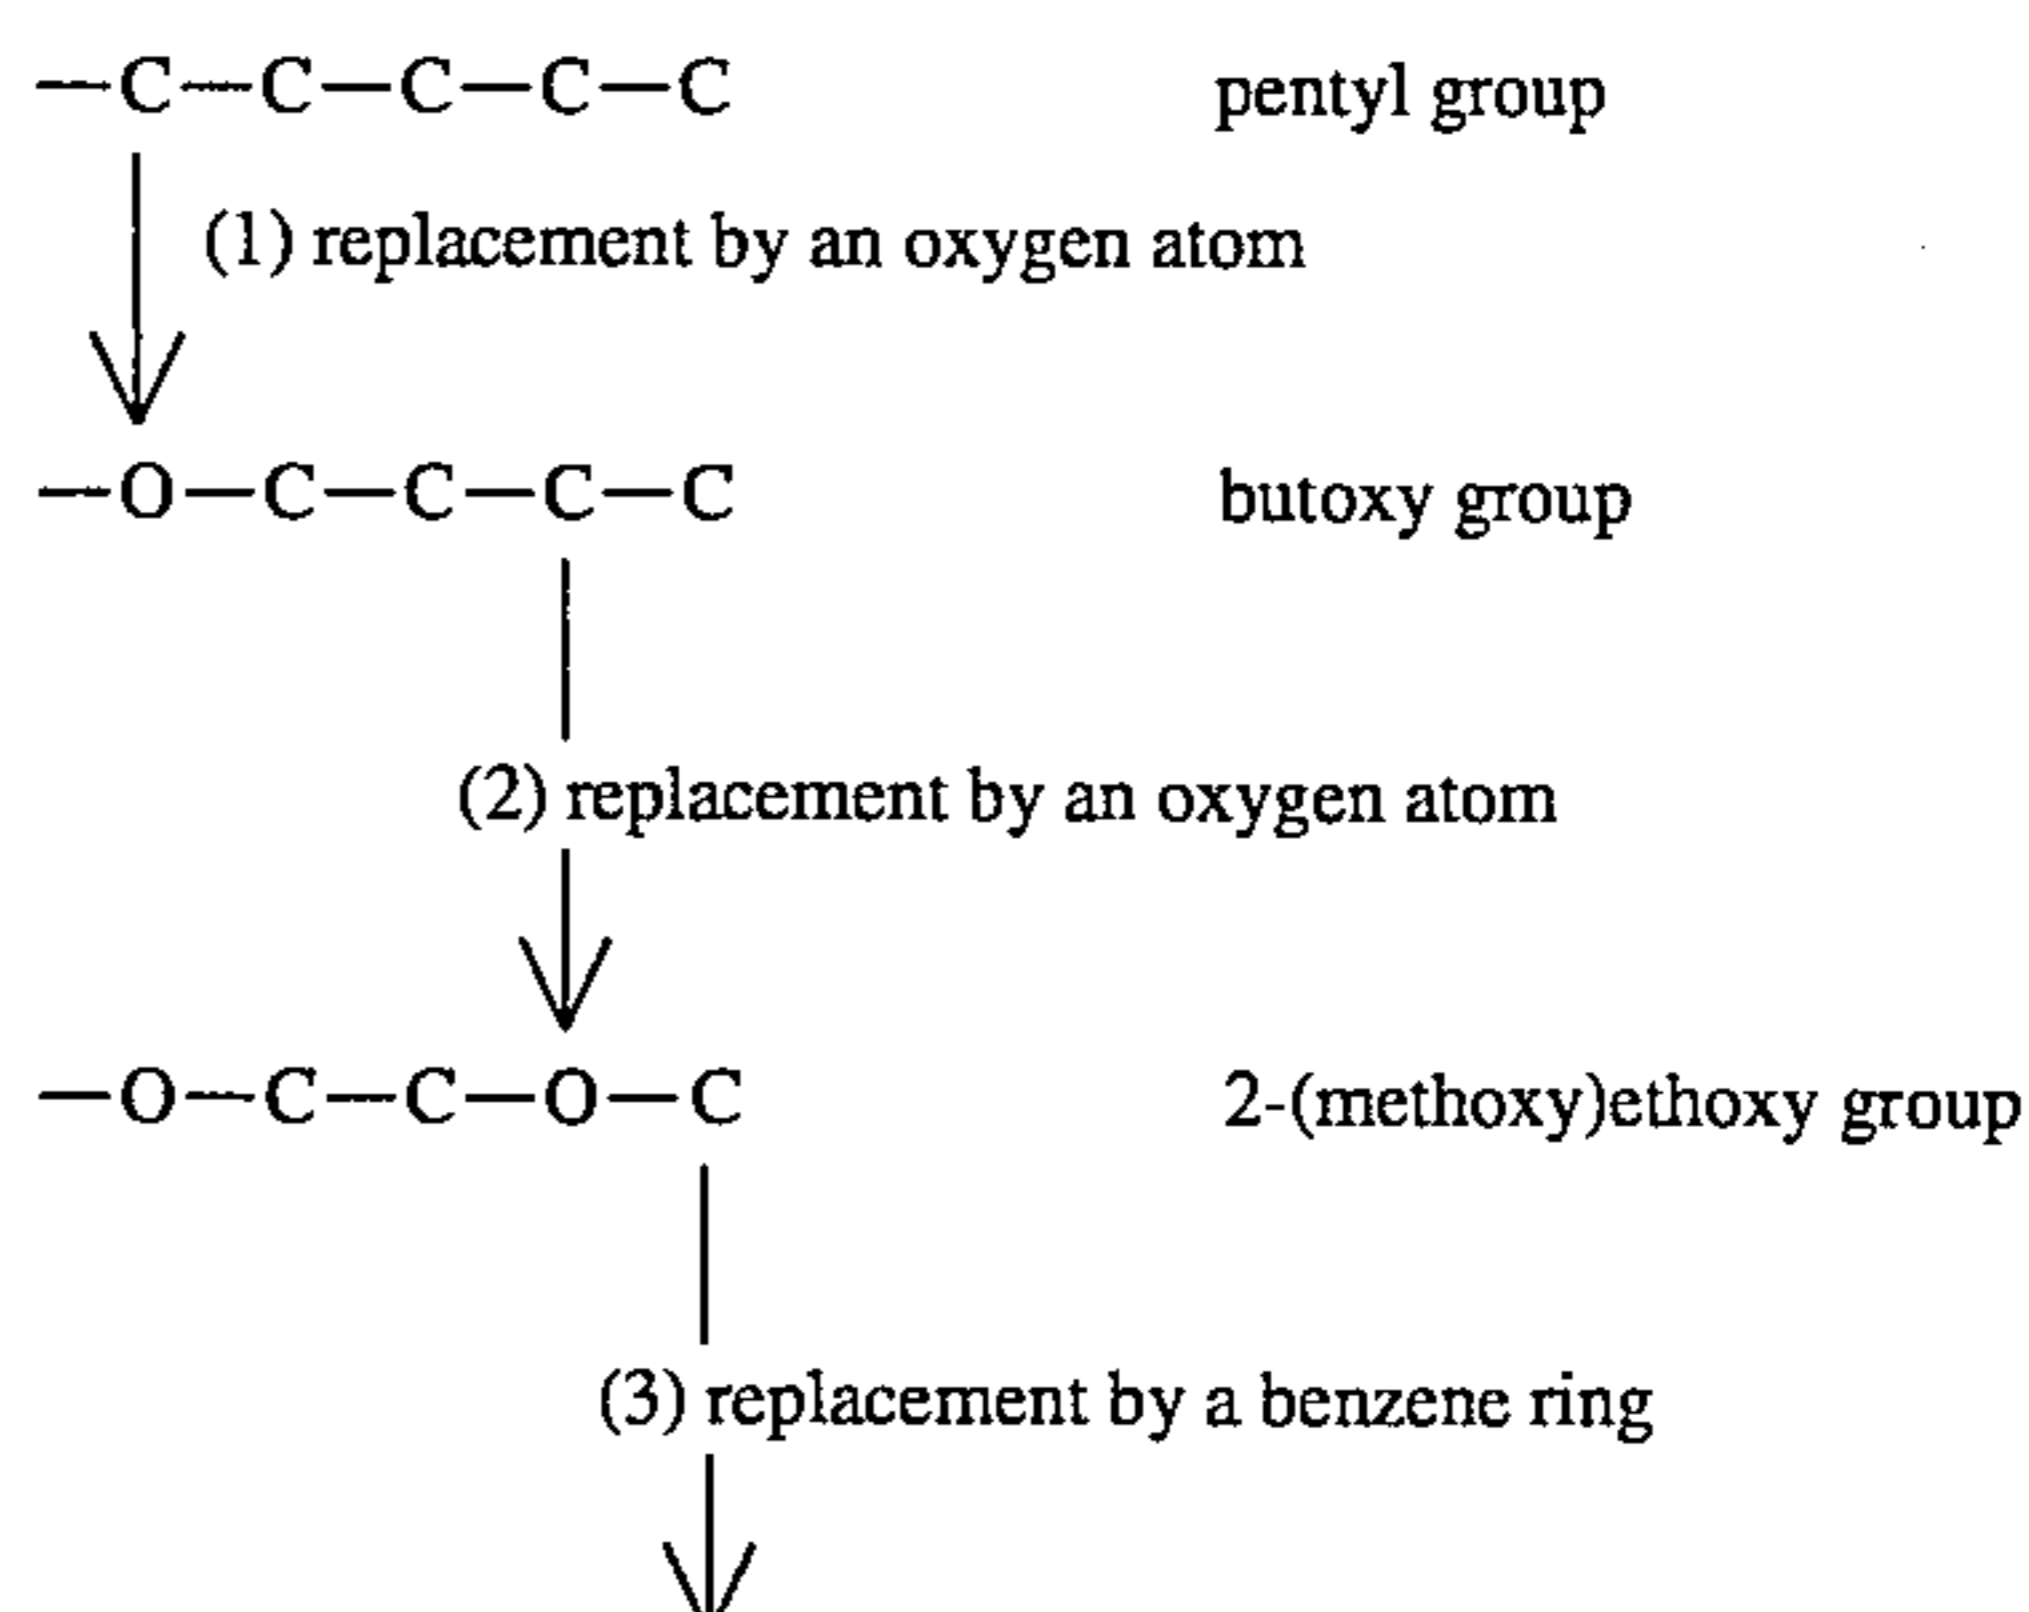 —C—C—C—C—C pentyl group
(1) replacement by an oxygen atom
—O—C—C—C—C butoxy group
(2) replacement by an oxygen atom
—O—C—C—O—C 2-(methoxy)ethoxy group
(3) replacement by a benzene ring